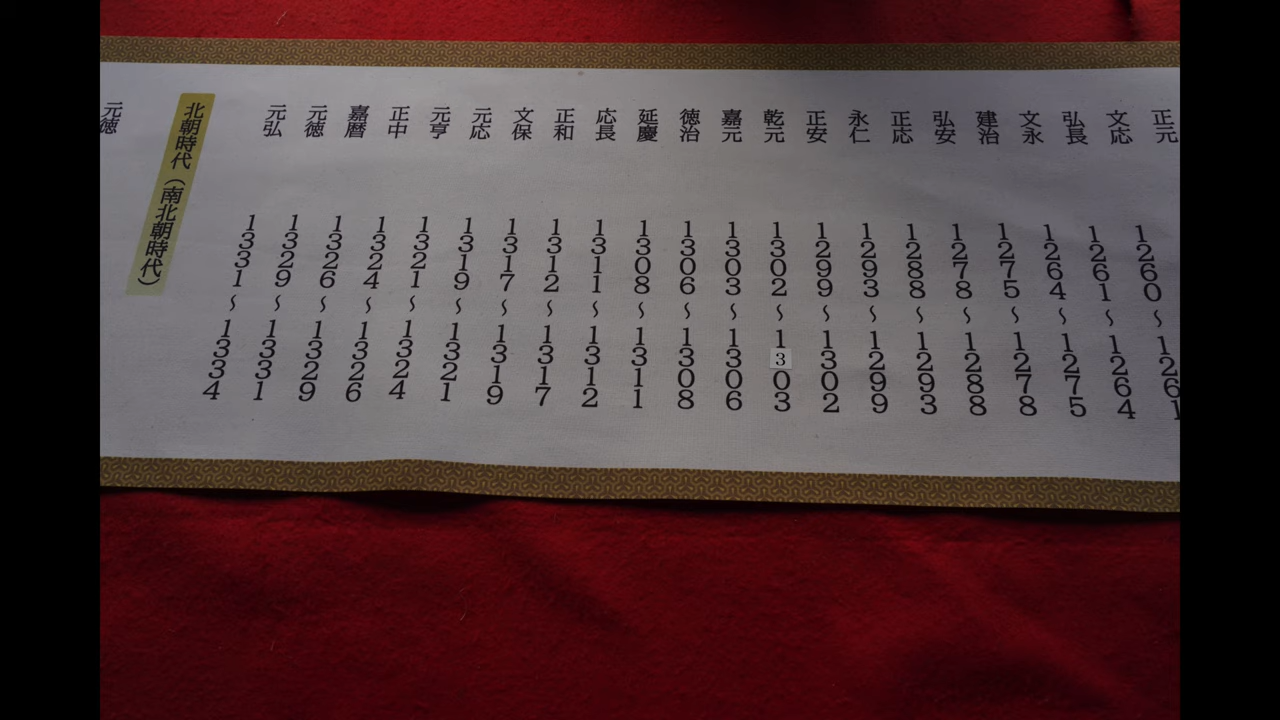 正元 1260〜1261
文応 1261〜1264
弘長 1264〜1275
文永 1275〜1278
建治 1278〜1288
弘安 1288〜1293
正応 1293〜1299
永仁 1299〜1302
正安 1302〜1303
乾元 1303〜1306
嘉元 1306〜1308
徳治 1308〜1311
延慶 1311〜1312
応長 1312〜1317
正和 1317〜1319
文保 1319〜1321
元応 1321〜1324
元亨 1324〜1326
正中 1326〜1329
嘉暦 1329〜1331
元徳 1331〜1334
元弘
北朝時代（南北朝時代）
元徳